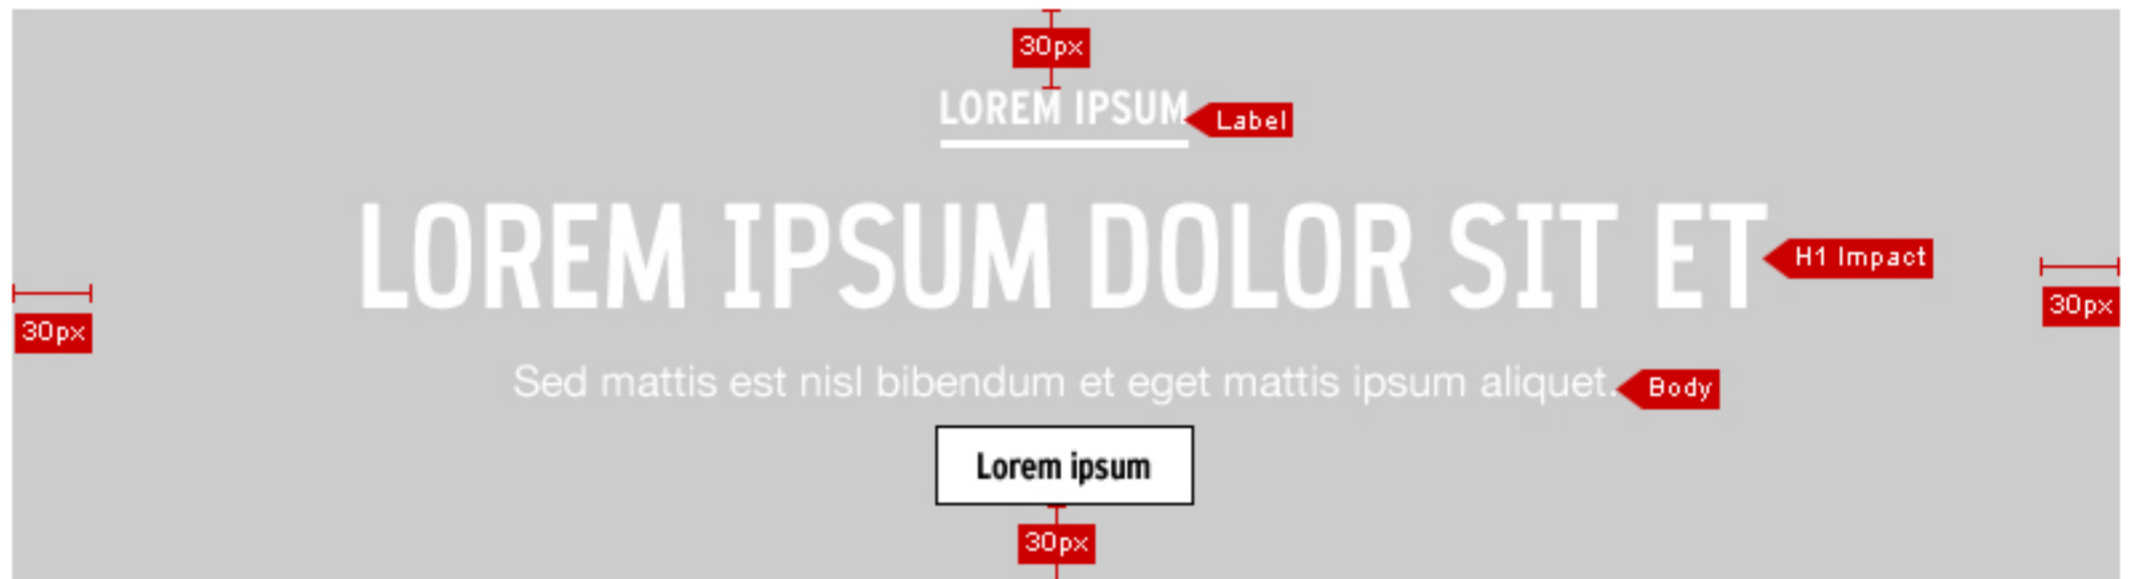 30px
LOREM IPSUM
Label
LOREM IPSUM DOLOR SIT ET
H1 Impact
30px
30px
Sed mattis est nisl bibendum et eget mattis ipsum aliquet.
Body
Lorem ipsum
30px